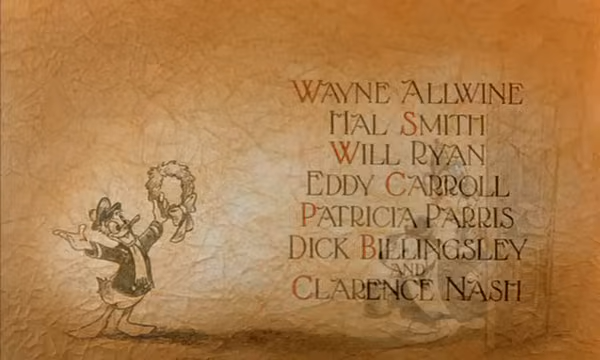 WAYNE ALLWINE
HAL SMITH
WILL RYAN
EDDY CARROLL
PATRICIA PARRIS
DICK BILLINGSLEY
AND
CLARENCE NASH